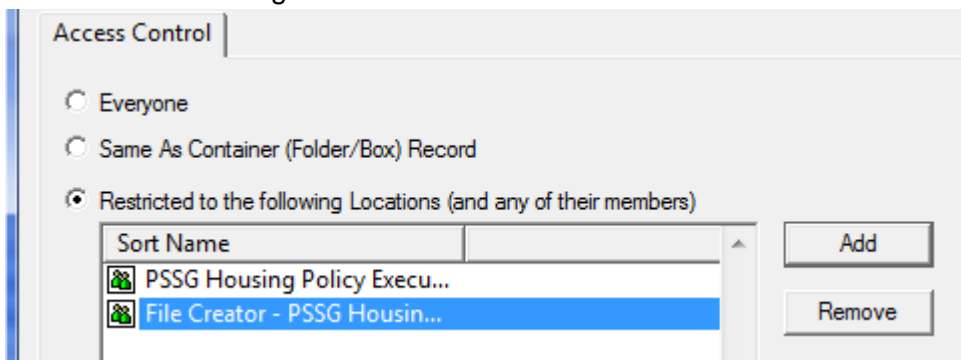 Access Control
Everyone
Same As Container (Folder/Box) Record
Restricted to the following Locations (and any of their members)
Sort Name
Add
PSSG Housing Policy Execu...
File Creator - PSSG Housin...
Remove